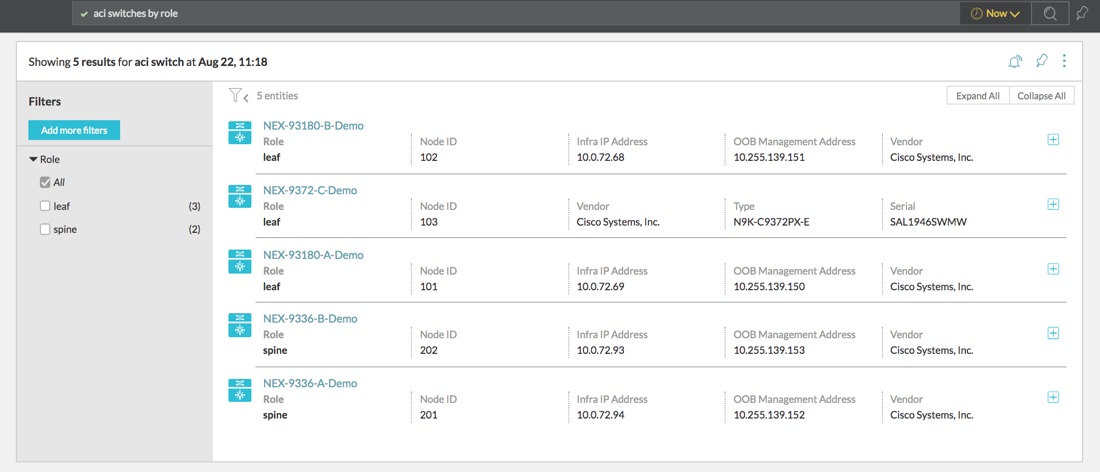 aci switches by role
Now
Showing 5 results for aci switch at Aug 22, 11:18
Filters
Add more filters
Role
All
leaf (3)
spine (2)
5 entities
Expand All Collapse All
NEX-93180-B-Demo
Role Node ID Infra IP Address OOB Management Address Vendor
leaf 102 10.0.72.68 10.255.139.151 Cisco Systems, Inc.
NEX-9372-C-Demo
Role Node ID Vendor Type Serial
leaf 103 Cisco Systems, Inc. N9K-C9372PX-E SAL1946SWMW
NEX-93180-A-Demo
Role Node ID Infra IP Address OOB Management Address Vendor
leaf 101 10.0.72.69 10.255.139.150 Cisco Systems, Inc.
NEX-9336-B-Demo
Role Node ID Infra IP Address OOB Management Address Vendor
spine 202 10.0.72.93 10.255.139.153 Cisco Systems, Inc.
NEX-9336-A-Demo
Role Node ID Infra IP Address OOB Management Address Vendor
spine 201 10.0.72.94 10.255.139.152 Cisco Systems, Inc.